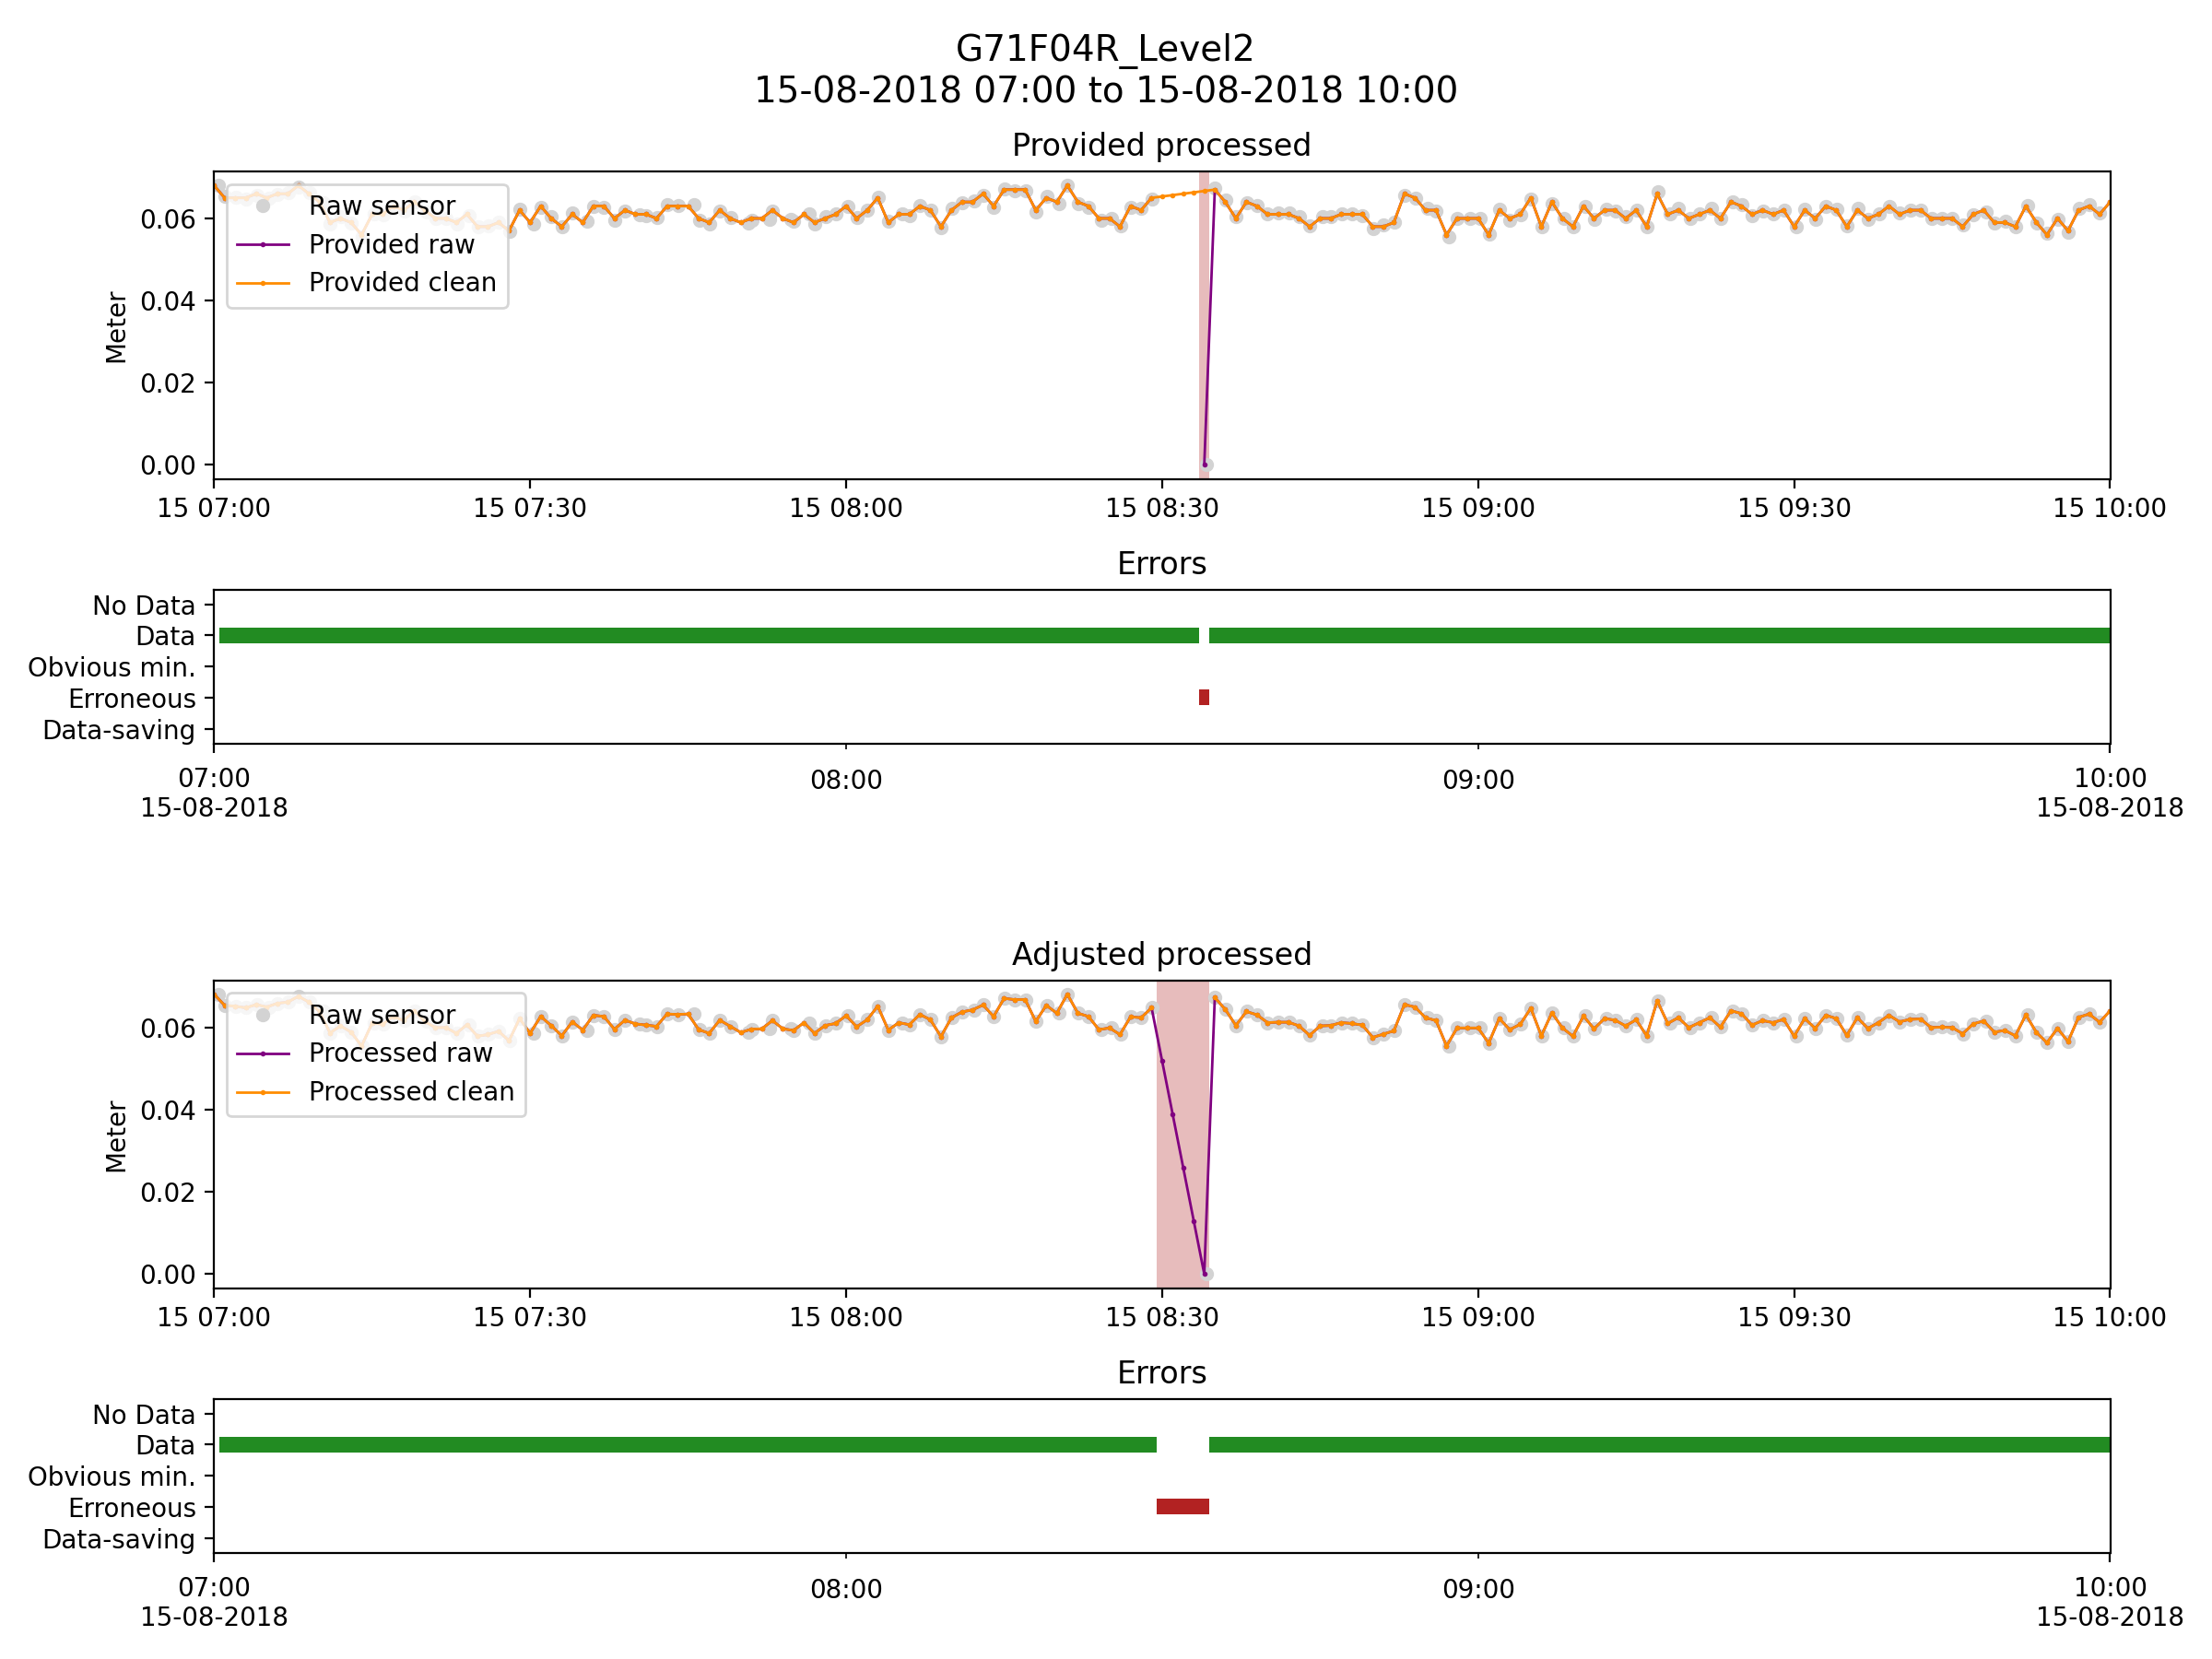 G71F04R_Level2
15-08-2018 07:00 to 15-08-2018 10:00
Provided processed
Meter
0.06
0.04
0.02
0.00
Raw sensor
Provided raw
Provided clean
15 07:00 15 07:30 15 08:00 15 08:30 15 09:00 15 09:30 15 10:00
Errors
No Data
Data
Obvious min.
Erroneous
Data-saving
07:00 08:00 09:00 10:00
15-08-2018 15-08-2018
Adjusted processed
Meter
0.06
0.04
0.02
0.00
Raw sensor
Processed raw
Processed clean
15 07:00 15 07:30 15 08:00 15 08:30 15 09:00 15 09:30 15 10:00
Errors
No Data
Data
Obvious min.
Erroneous
Data-saving
07:00 08:00 09:00 10:00
15-08-2018 15-08-2018